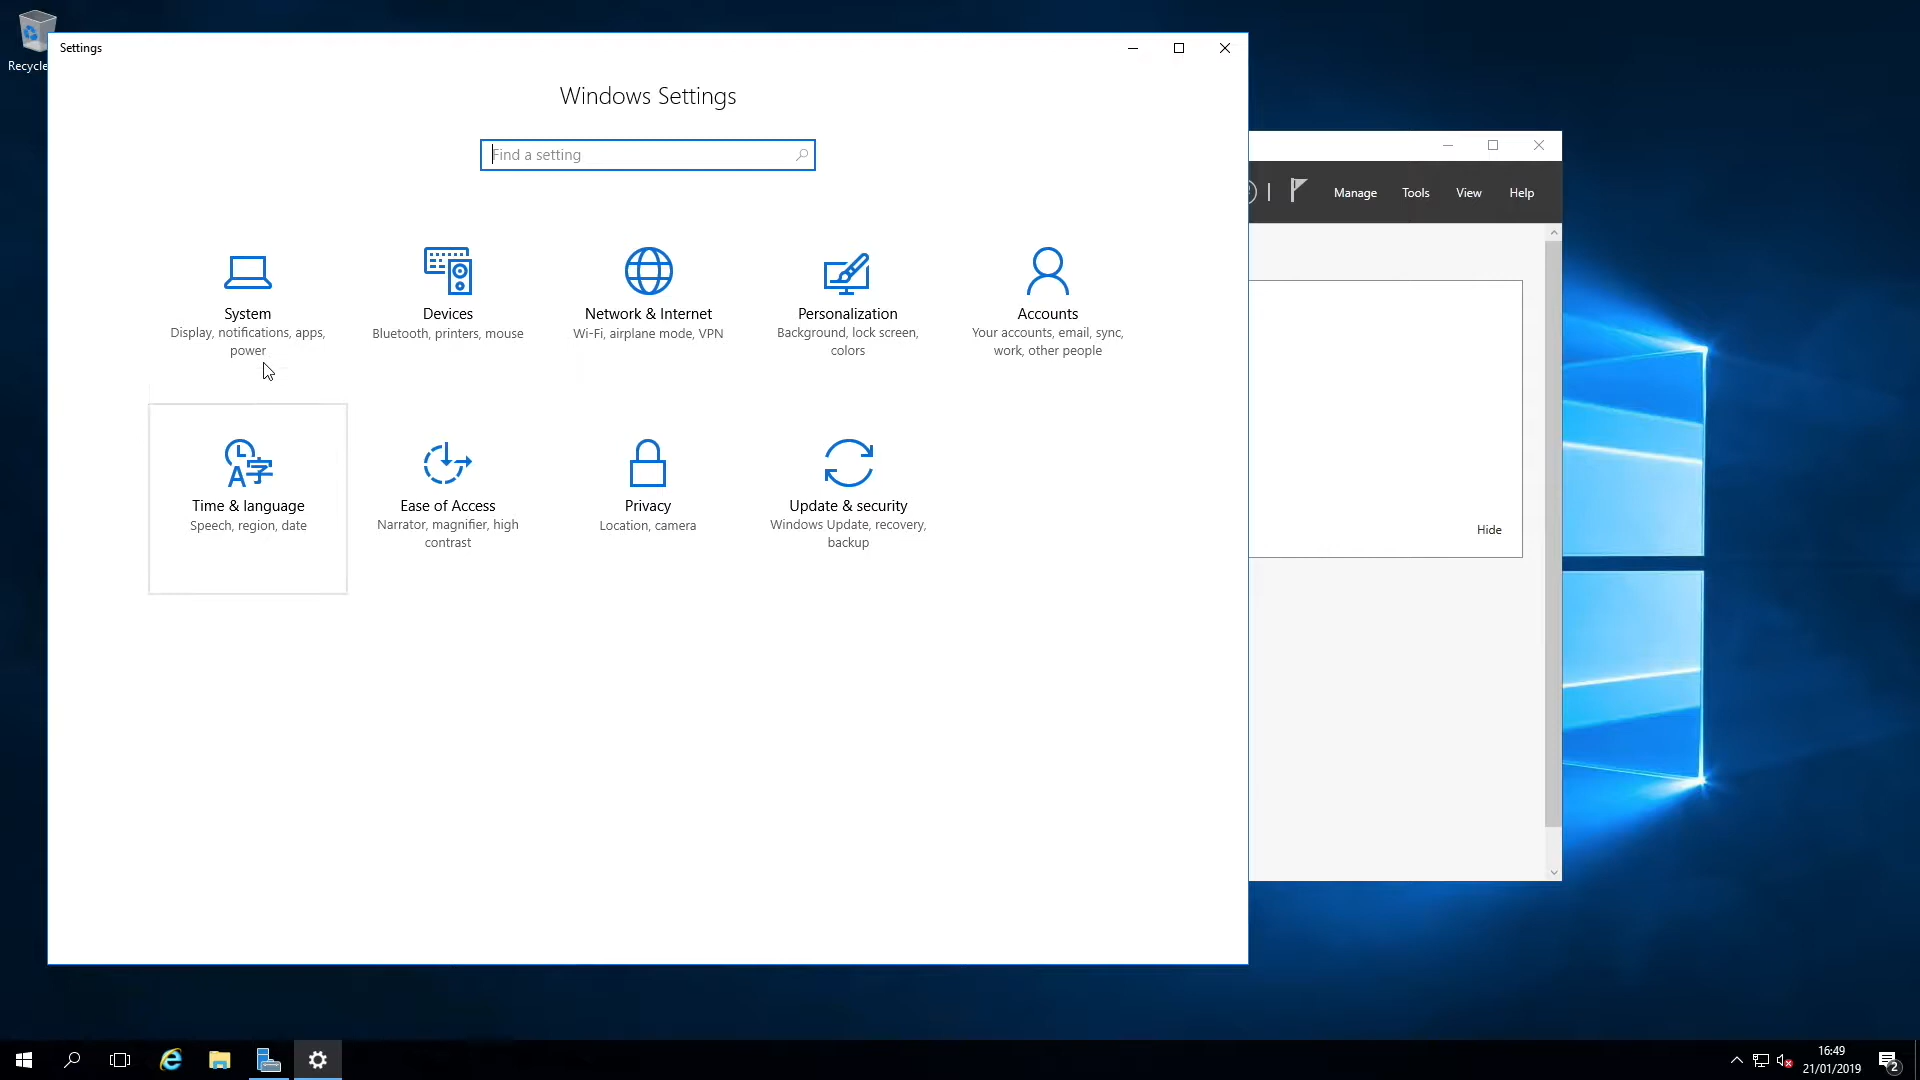 Recycle
Settings
Windows Settings
Find a setting
Manage
Tools
View
Help
System
Display, notifications, apps,
power
Devices
Bluetooth, printers, mouse
Network & Internet
Wi-Fi, airplane mode, VPN
Personalization
Background, lock screen,
colors
Accounts
Your accounts, email, sync,
work, other people
Time & language
Speech, region, date
Ease of Access
Narrator, magnifier, high
contrast
Privacy
Location, camera
Update & security
Windows Update, recovery,
backup
Hide
16:49
21/01/2019
2